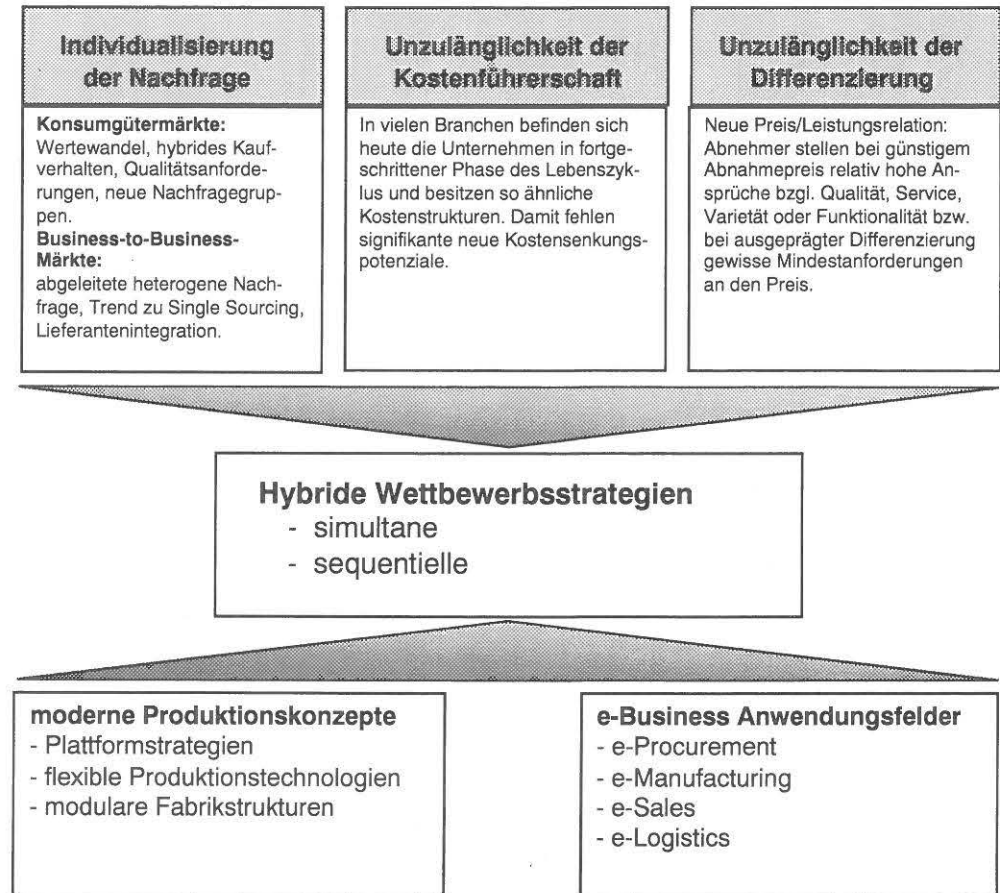 Individualisierung
der Nachfrage
Konsumgütermärkte:
Wertewandel, hybrides Kauf-
verhalten, Qualitätsanforde-
rungen, neue Nachfragegrup-
pen.
Business-to-Business-
Märkte:
abgeleitete heterogene Nach-
frage, Trend zu Single Sourcing,
Lieferantenintegration.
Unzulänglichkeit der
Kostenführerschaft
In vielen Branchen befinden sich
heute die Unternehmen in fortge-
schrittener Phase des Lebenszyk-
lus und besitzen so ähnliche
Kostenstrukturen. Damit fehlen
signifikante neue Kostensenkungs-
potenziale.
Unzulänglichkeit der
Differenzierung
Neue Preis/Leistungsrelation:
Abnehmer stellen bei günstigem
Abnahmepreis relativ hohe An-
sprüche bzgl. Qualität, Service,
Varietät oder Funktionalität bzw.
bei ausgeprägter Differenzierung
gewisse Mindestanforderungen
an den Preis.
Hybride Wettbewerbsstrategien
- simultane
- sequentielle
moderne Produktionskonzepte
- Plattformstrategien
- flexible Produktionstechnologien
- modulare Fabrikstrukturen
e-Business Anwendungsfelder
- e-Procurement
- e-Manufacturing
- e-Sales
- e-Logistics